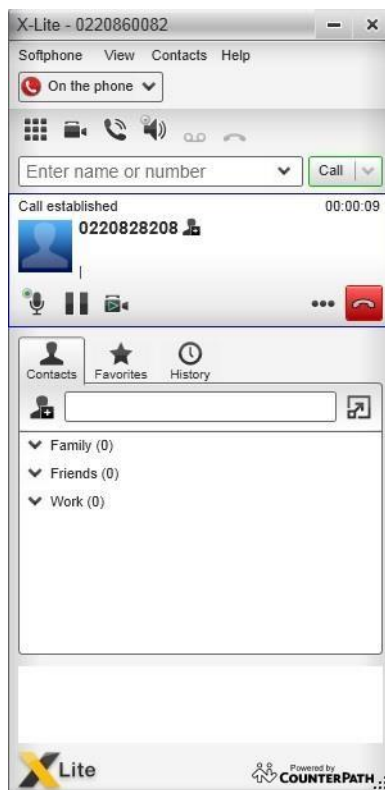 X-Lite - 0220860082
Softphone View Contacts Help
On the phone
Enter name or number Call
Call established 00:00:09
0220828208
Contacts Favorites History
Family (0)
Friends (0)
Work (0)
X Lite
Powered by
COUNTERPATH